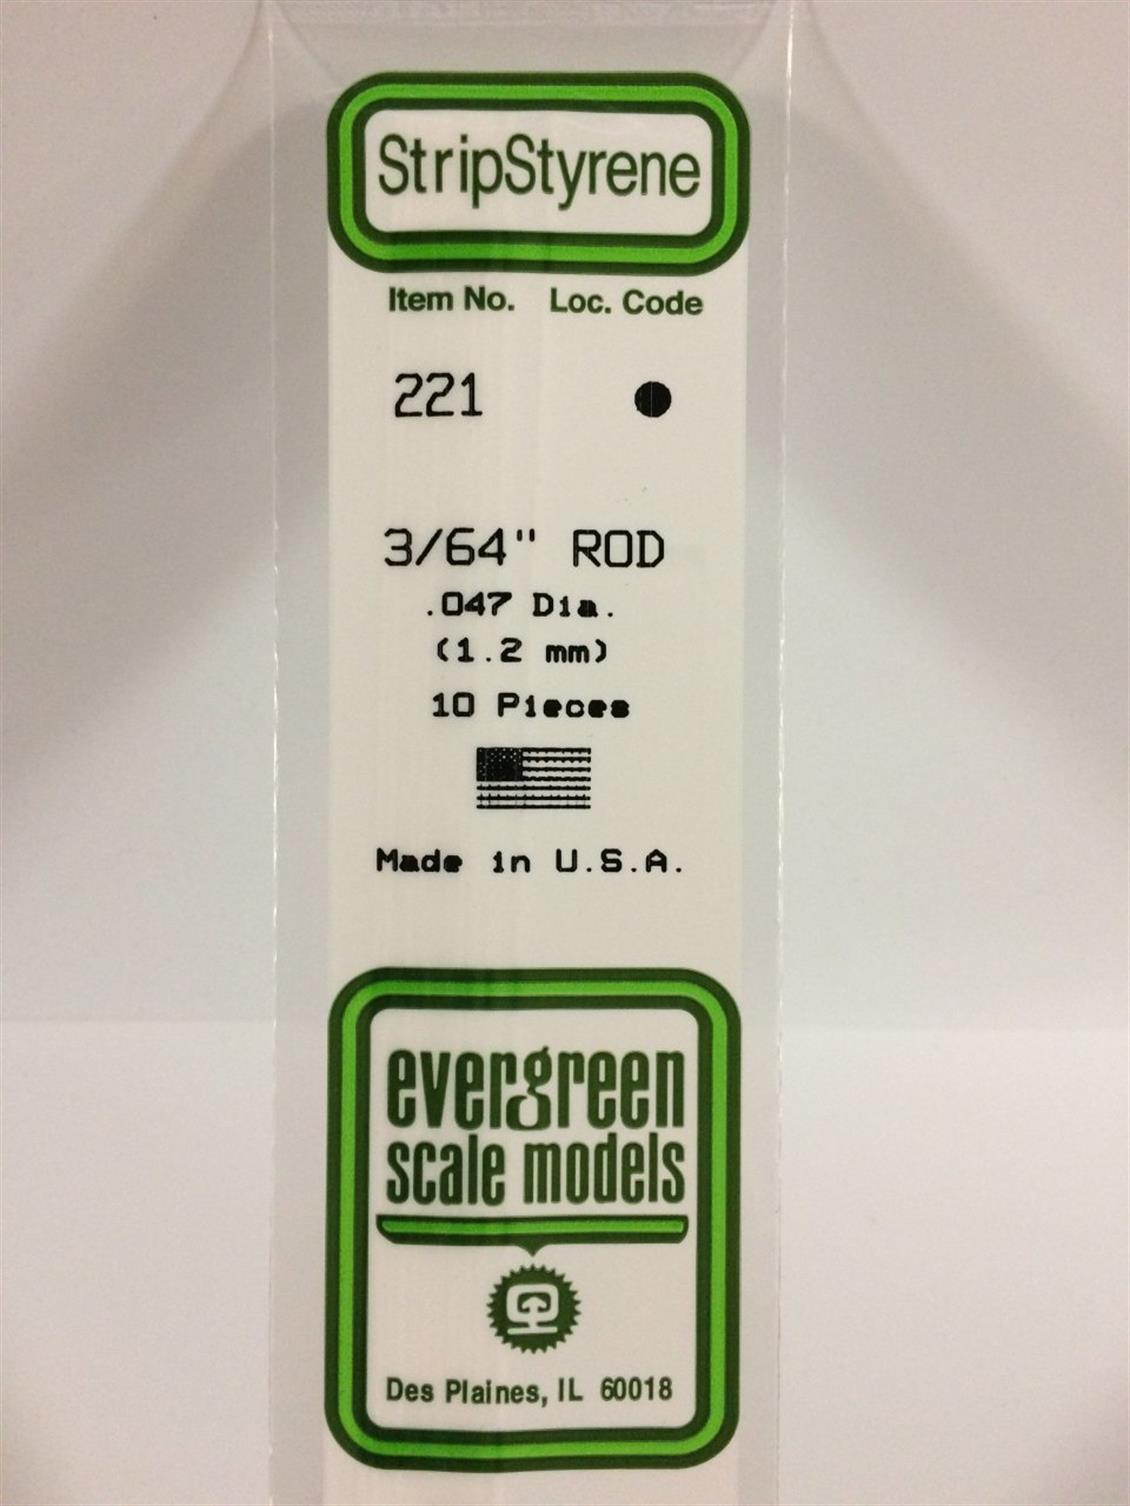 StripStyrene
Item No. Loc. Code
221
3/64" ROD
.047 Dia.
(1.2 mm)
10 Pieces
Made in U.S.A.
evergreen
scale models
Des Plaines, IL 60018